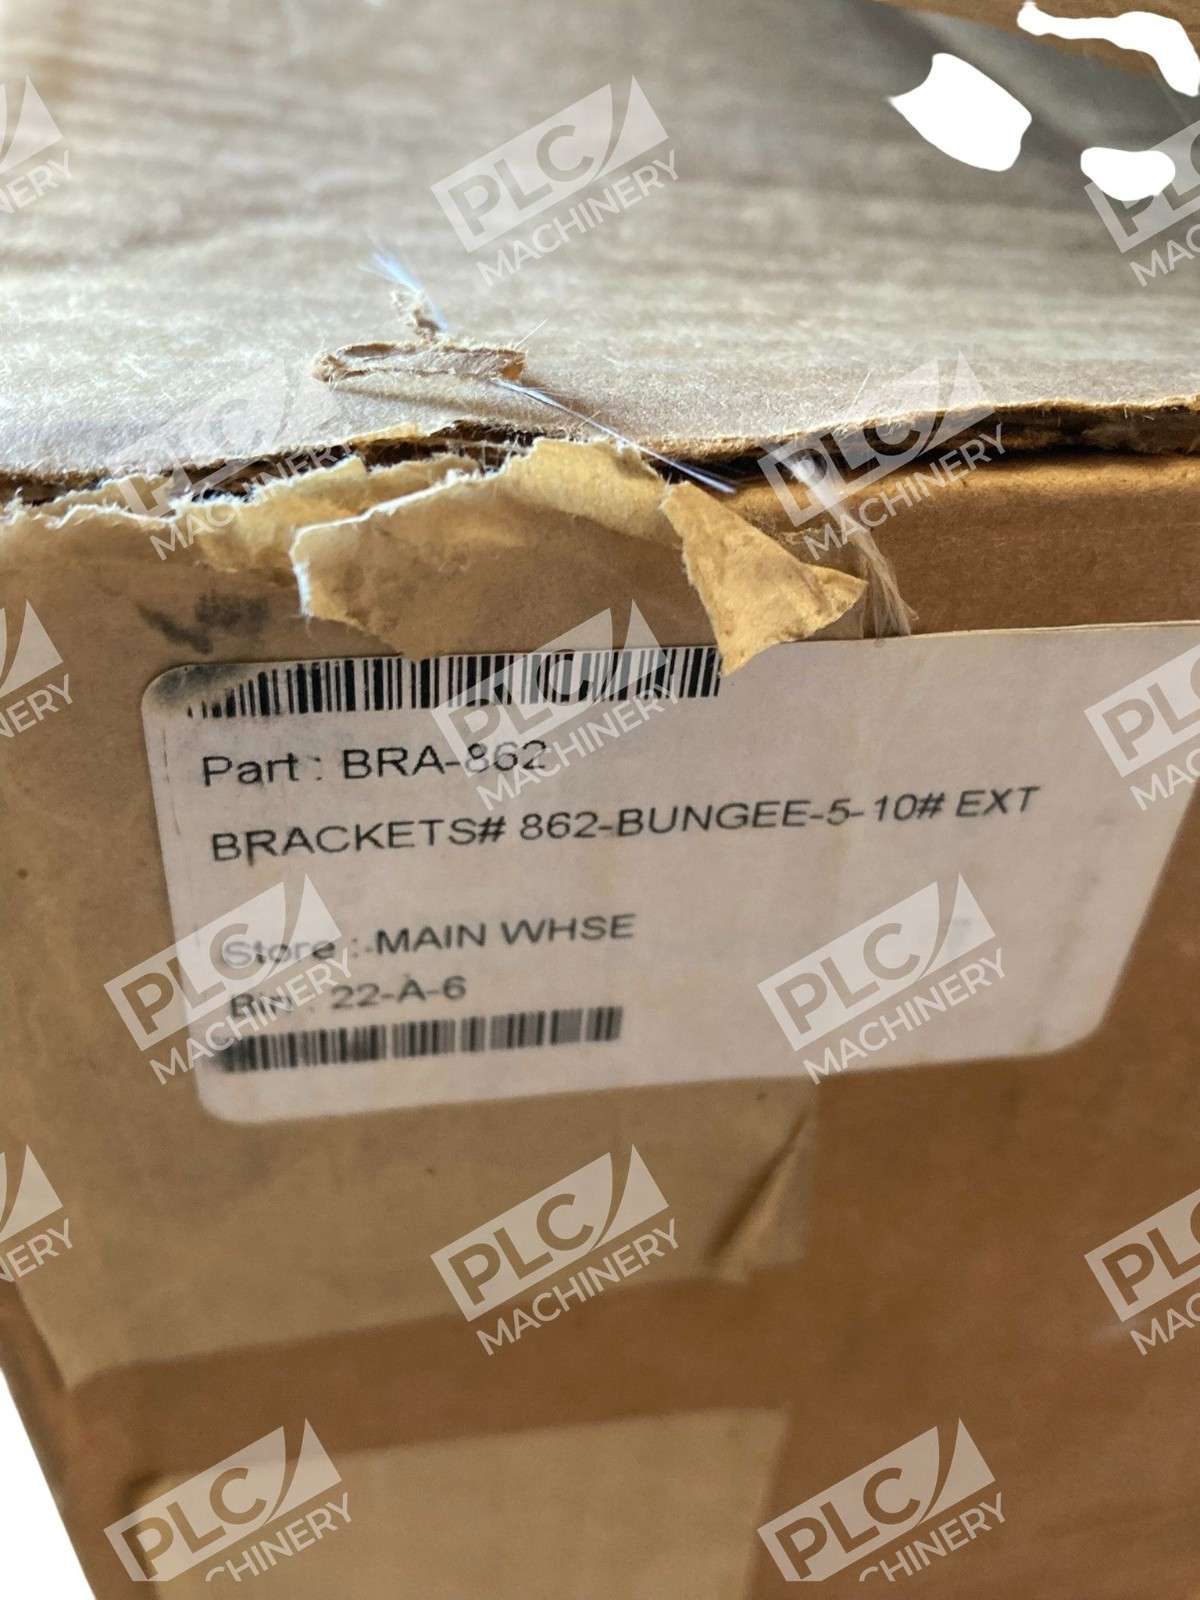 Part : BRA-862
BRACKETS# 862-BUNGEE-5-10# EXT
Store : MAIN WHSE
Bin : 22-A-6
PLC MACHINERY